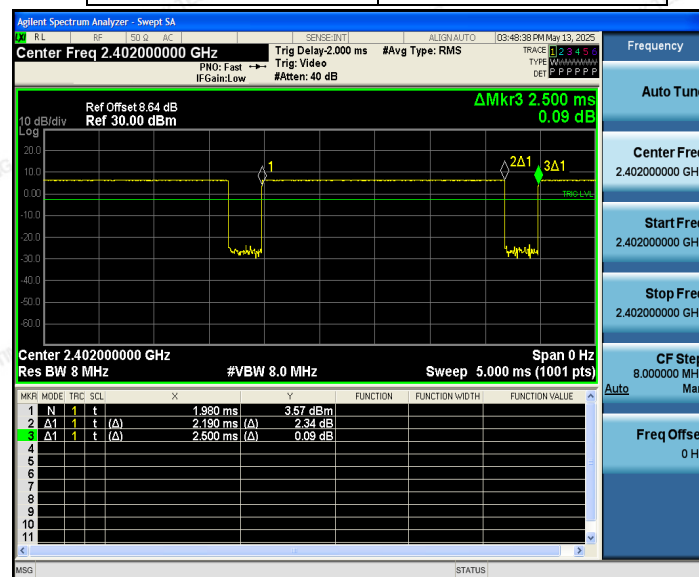 Agilent Spectrum Analyzer - Swept SA
LXI RL RF 50 Ω AC SENSE:INT ALIGNAUTO 03:48:38 PM May 13, 2025
Center Freq 2.402000000 GHz
PNO: Fast
IFGain:Low
Trig Delay-2.000 ms
Trig: Video
#Atten: 40 dB
#Avg Type: RMS
TRACE 1 2 3 4 5 6
TYPE W
DET P P P P P P
Ref Offset 8.64 dB
10 dB/div Ref 30.00 dBm
Log
ΔMkr3 2.500 ms
0.09 dB
20.0
10.0
0.00
-10.0
-20.0
-30.0
-40.0
-50.0
-60.0
1
2Δ1
3Δ1
TRIG LVL
Center 2.402000000 GHz Span 0 Hz
Res BW 8 MHz #VBW 8.0 MHz Sweep 5.000 ms (1001 pts)
MKR MODE TRC SCL X Y FUNCTION FUNCTION WIDTH FUNCTION VALUE
1 N 1 t 1.980 ms 3.57 dBm
2 Δ1 1 t (Δ) 2.190 ms (Δ) 2.34 dB
3 Δ1 1 t (Δ) 2.500 ms (Δ) 0.09 dB
4
5
6
7
8
9
10
11
MSG STATUS
Frequency
Auto Tun
Center Fre
2.402000000 GH
Start Fre
2.402000000 GH
Stop Fre
2.402000000 GH
CF Step
8.000000 MH
Auto Ma
Freq Offse
0 H